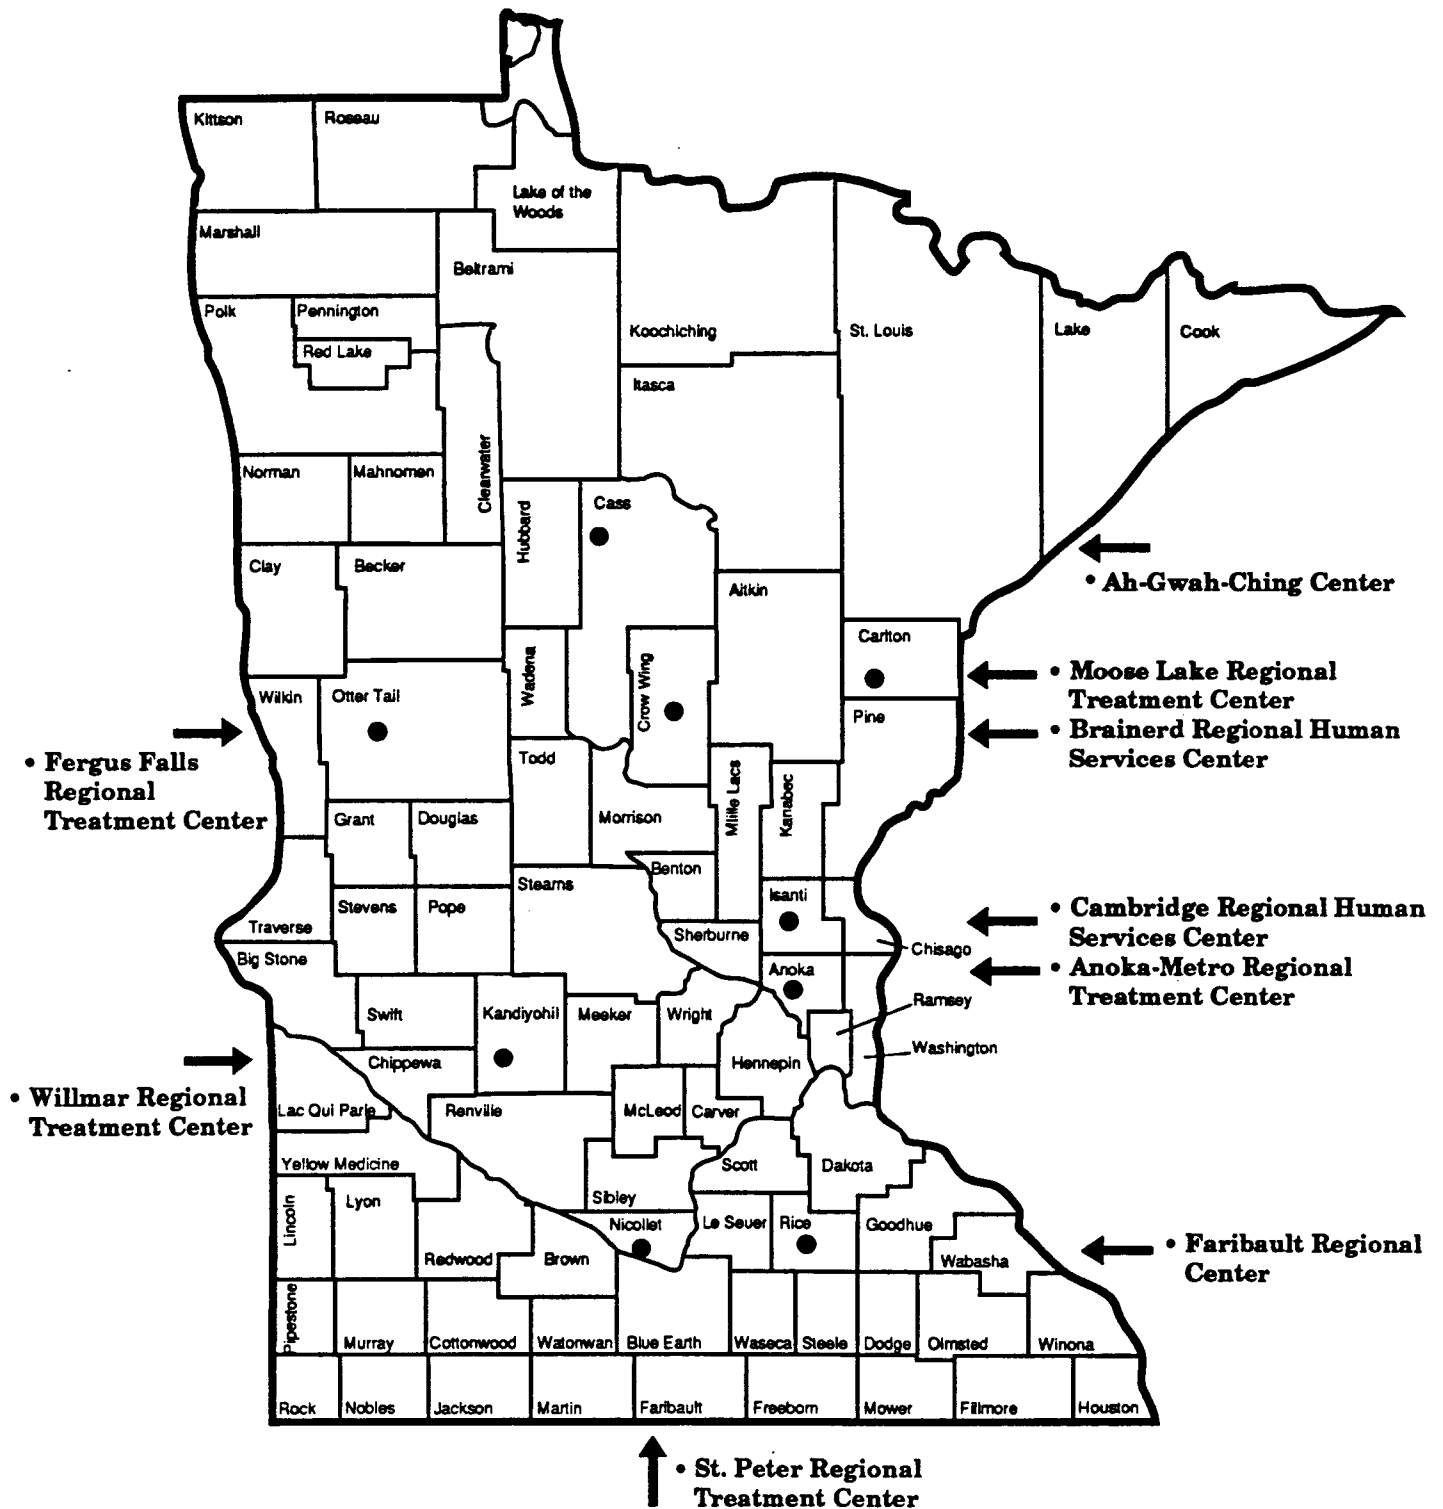 Kittson
Roseau
Lake of the
Woods
Marshall
Beltrami
Polk
Pennington
Koochiching
St. Louis
Lake
Cook
Red Lake
Itasca
Norman
Mahnomen
Clearwater
Hubbard
Cass
Clay
Becker
Aitkin
• Ah-Gwah-Ching Center
Carlton
Wadena
Crow Wing
Wilkin
Otter Tail
• Moose Lake Regional
Treatment Center
Pine
• Brainerd Regional Human
Services Center
• Fergus Falls
Regional
Treatment Center
Todd
Mille Lacs
Kanabec
Grant
Douglas
Morrison
Benton
Stearns
Isanti
Stevens
Pope
Traverse
Sherburne
• Cambridge Regional Human
Services Center
Chisago
Big Stone
Anoka
• Anoka-Metro Regional
Treatment Center
Ramsey
Swift
Kandiyohil
Meeker
Wright
Washington
Chippewa
Hennepin
• Willmar Regional
Treatment Center
Lac Qui Parle
Renville
McLeod
Carver
Yellow Medicine
Scott
Dakota
Lincoln
Lyon
Sibley
Nicollet
Le Seuer
Rice
Goodhue
Redwood
Brown
Wabasha
• Faribault Regional
Center
Pipestone
Murray
Cottonwood
Watonwan
Blue Earth
Waseca
Steele
Dodge
Olmsted
Winona
Rock
Nobles
Jackson
Martin
Faribault
Freeborn
Mower
Fillmore
Houston
• St. Peter Regional
Treatment Center